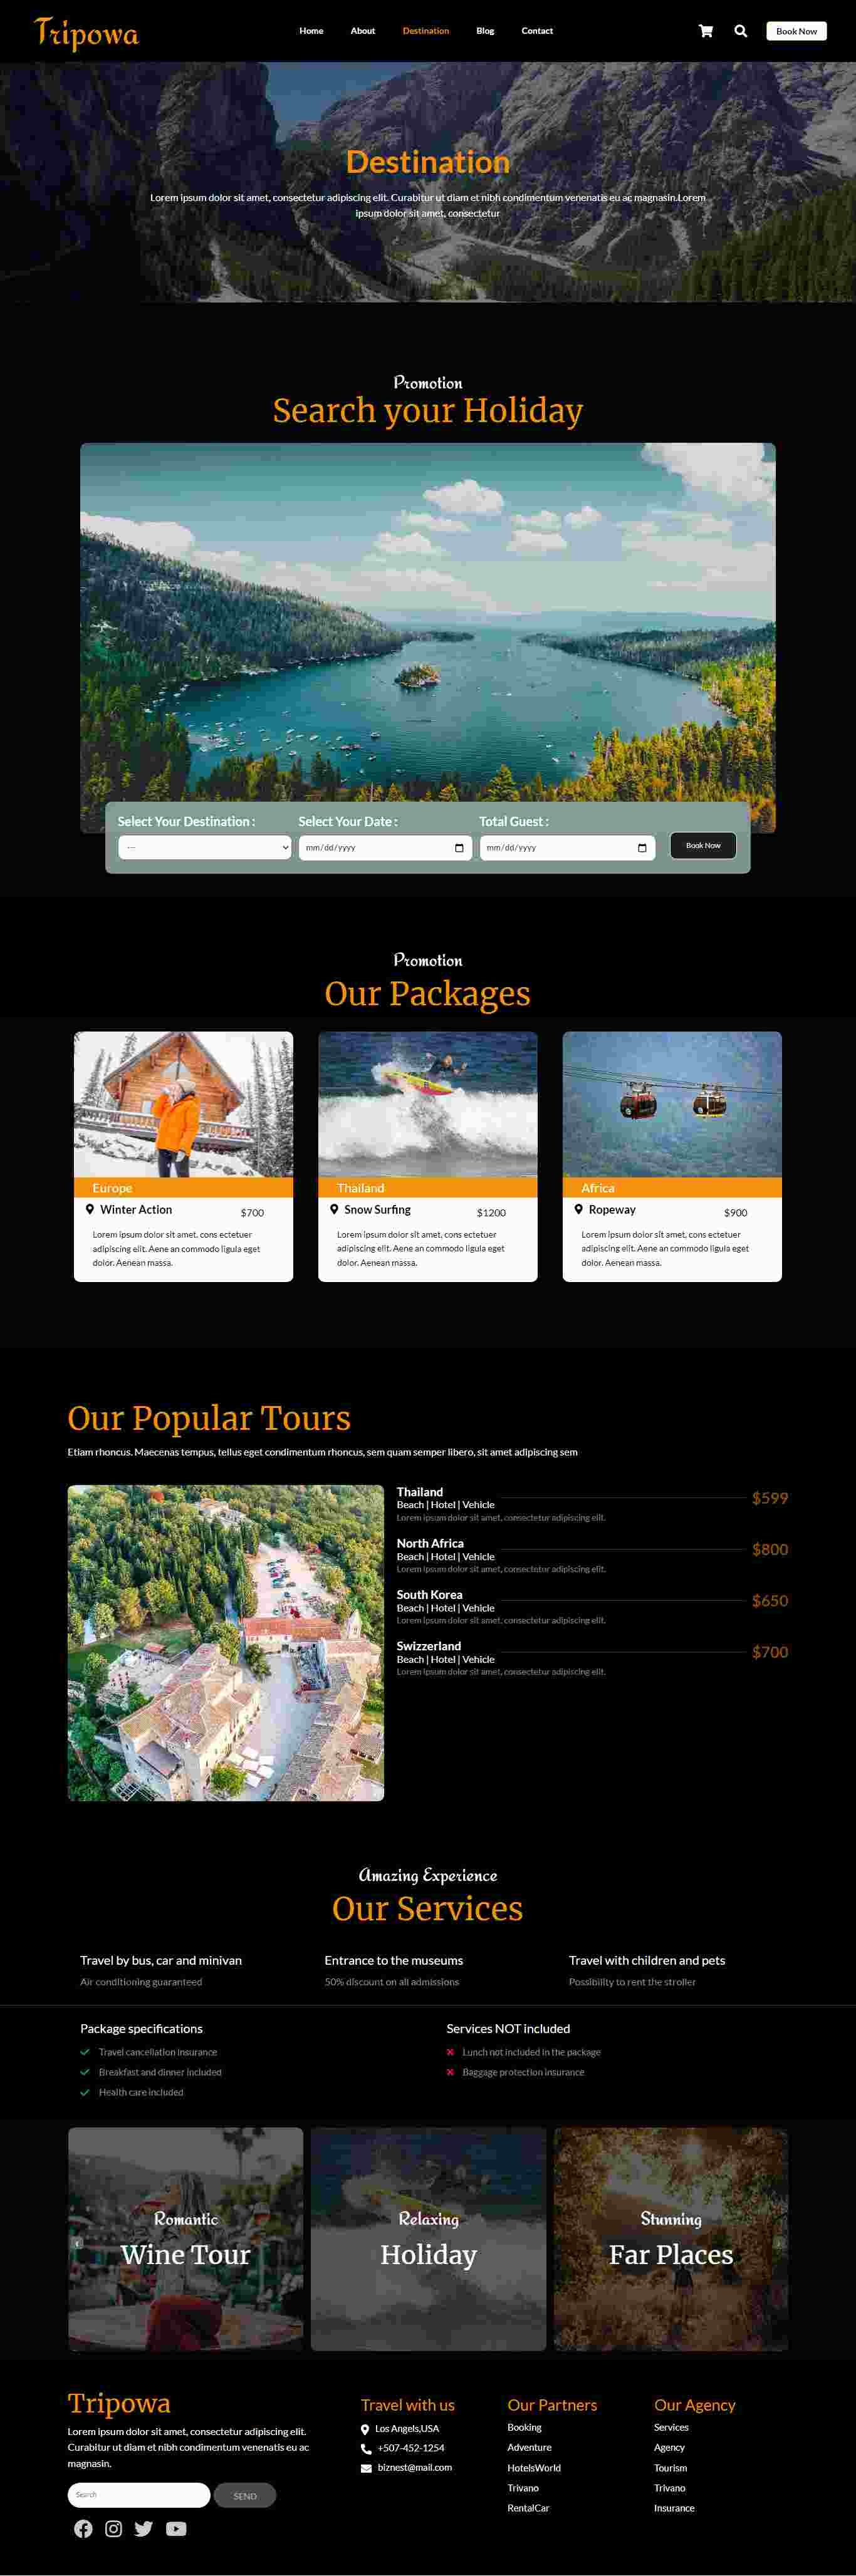 Tripowa
Home About Destination Blog Contact
Book Now
Destination
Lorem ipsum dolor sit amet, consectetur adipiscing elit. Curabitur ut diam et nibh condimentum venenatis eu ac magnasin.Lorem
ipsum dolor sit amet, consectetur
Promotion
Search your Holiday
Select Your Destination : Select Your Date : Total Guest :
--- mm/dd/yyyy mm/dd/yyyy Book Now
Promotion
Our Packages
Europe
Winter Action $700
Lorem ipsum dolor sit amet, cons ectetuer
adipiscing elit. Aene an commodo ligula eget
dolor. Aenean massa.
Thailand
Snow Surfing $1200
Lorem ipsum dolor sit amet, cons ectetuer
adipiscing elit. Aene an commodo ligula eget
dolor. Aenean massa.
Africa
Ropeway $900
Lorem ipsum dolor sit amet, cons ectetuer
adipiscing elit. Aene an commodo ligula eget
dolor. Aenean massa.
Our Popular Tours
Etiam rhoncus. Maecenas tempus, tellus eget condimentum rhoncus, sem quam semper libero, sit amet adipiscing sem
Thailand
Beach | Hotel | Vehicle $599
Lorem ipsum dolor sit amet, consectetur adipiscing elit.
North Africa
Beach | Hotel | Vehicle $800
Lorem ipsum dolor sit amet, consectetur adipiscing elit.
South Korea
Beach | Hotel | Vehicle $650
Lorem ipsum dolor sit amet, consectetur adipiscing elit.
Swizzerland
Beach | Hotel | Vehicle $700
Lorem ipsum dolor sit amet, consectetur adipiscing elit.
Amazing Experience
Our Services
Travel by bus, car and minivan
Air conditioning guaranteed
Entrance to the museums
50% discount on all admissions
Travel with children and pets
Possibility to rent the stroller
Package specifications
Travel cancellation insurance
Breakfast and dinner included
Health care included
Services NOT included
Lunch not included in the package
Baggage protection insurance
Romantic
Wine Tour
Relaxing
Holiday
Stunning
Far Places
Tripowa
Lorem ipsum dolor sit amet, consectetur adipiscing elit.
Curabitur ut diam et nibh condimentum venenatis eu ac
magnasin.
Search SEND
Travel with us
Los Angels,USA
+507-452-1254
biznest@mail.com
Our Partners
Booking
Adventure
HotelsWorld
Trivano
RentalCar
Our Agency
Services
Agency
Tourism
Trivano
Insurance